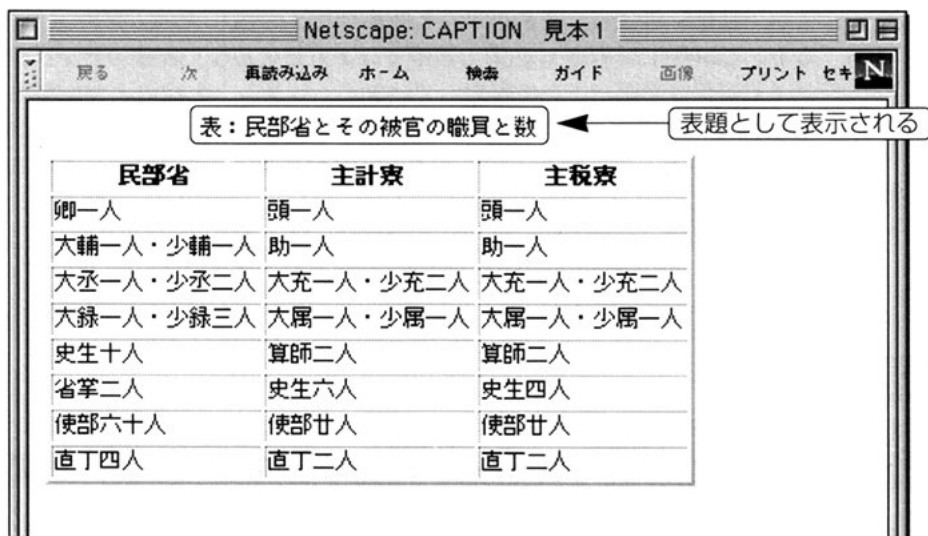 Netscape: CAPTION 見本1
戻る 次 再読み込み ホーム 検索 ガイド 画像 プリント セキ N
表：民部省とその被官の職員と数 表題として表示される
民部省 主計寮 主税寮
卿一人 頭一人 頭一人
大輔一人・少輔一人 助一人 助一人
大丞一人・少丞二人 大充一人・少充二人 大充一人・少充二人
大録一人・少録三人 大属一人・少属一人 大属一人・少属一人
史生十人 算師二人 算師二人
省掌二人 史生六人 史生四人
使部六十人 使部廿人 使部廿人
直丁四人 直丁二人 直丁二人